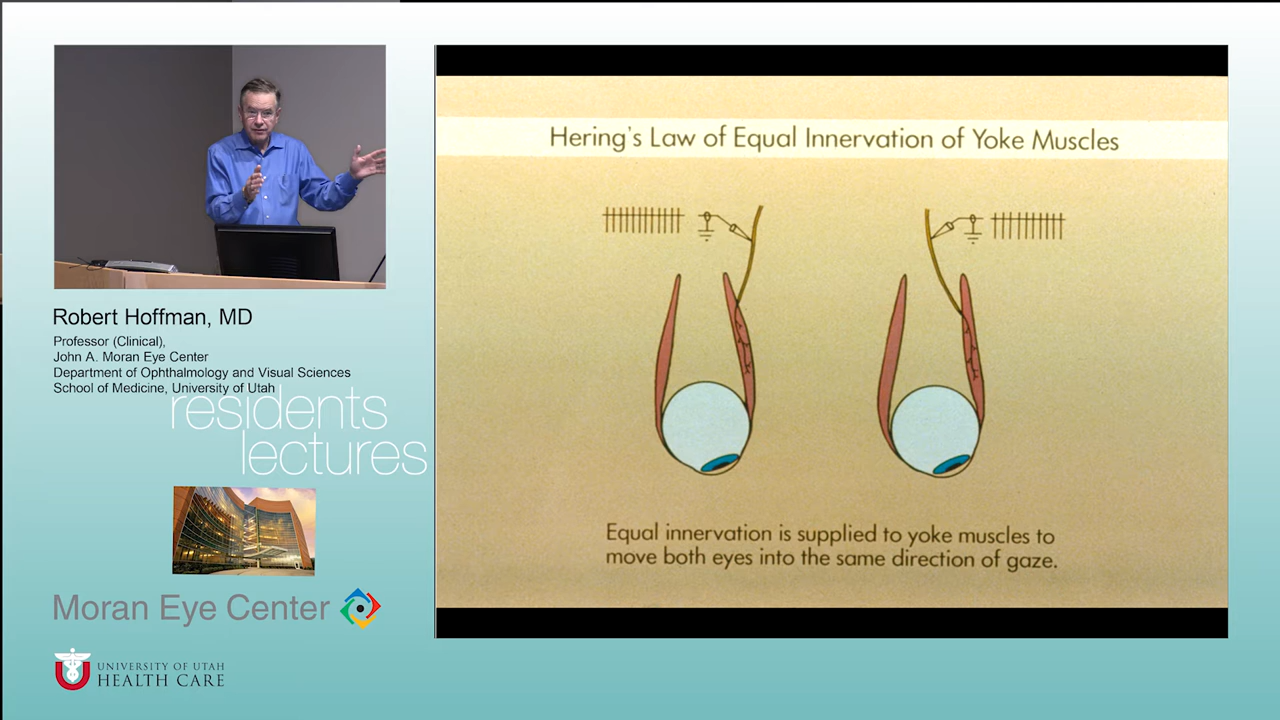 Hering's Law of Equal Innervation of Yoke Muscles
Equal innervation is supplied to yoke muscles to
move both eyes into the same direction of gaze.
Robert Hoffman, MD
Professor (Clinical),
John A. Moran Eye Center
Department of Ophthalmology and Visual Sciences
School of Medicine, University of Utah
residents
lectures
Moran Eye Center
UNIVERSITY OF UTAH
HEALTH CARE